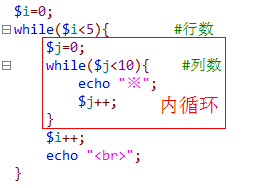 $i=0;
while($i<5){ #行数
$j=0;
while($j<10){ #列数
echo "※";
$j++;
} 内循环
$i++;
echo "<br>";
}